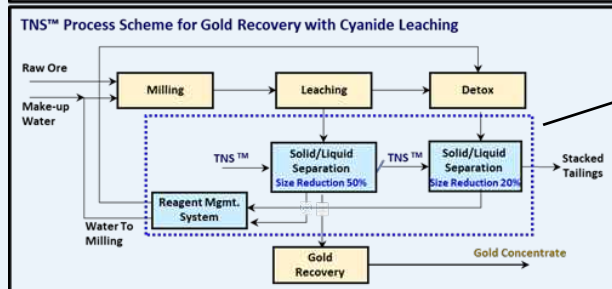 TNS™ Process Scheme for Gold Recovery with Cyanide Leaching
Raw Ore
Make-up
Water
Milling
Leaching
Detox
TNS™
Solid/Liquid
Separation
Size Reduction 50%
TNS™
Solid/Liquid
Separation
Size Reduction 20%
Stacked
Tailings
Reagent Mgmt.
System
Water To
Milling
Gold
Recovery
Gold Concentrate